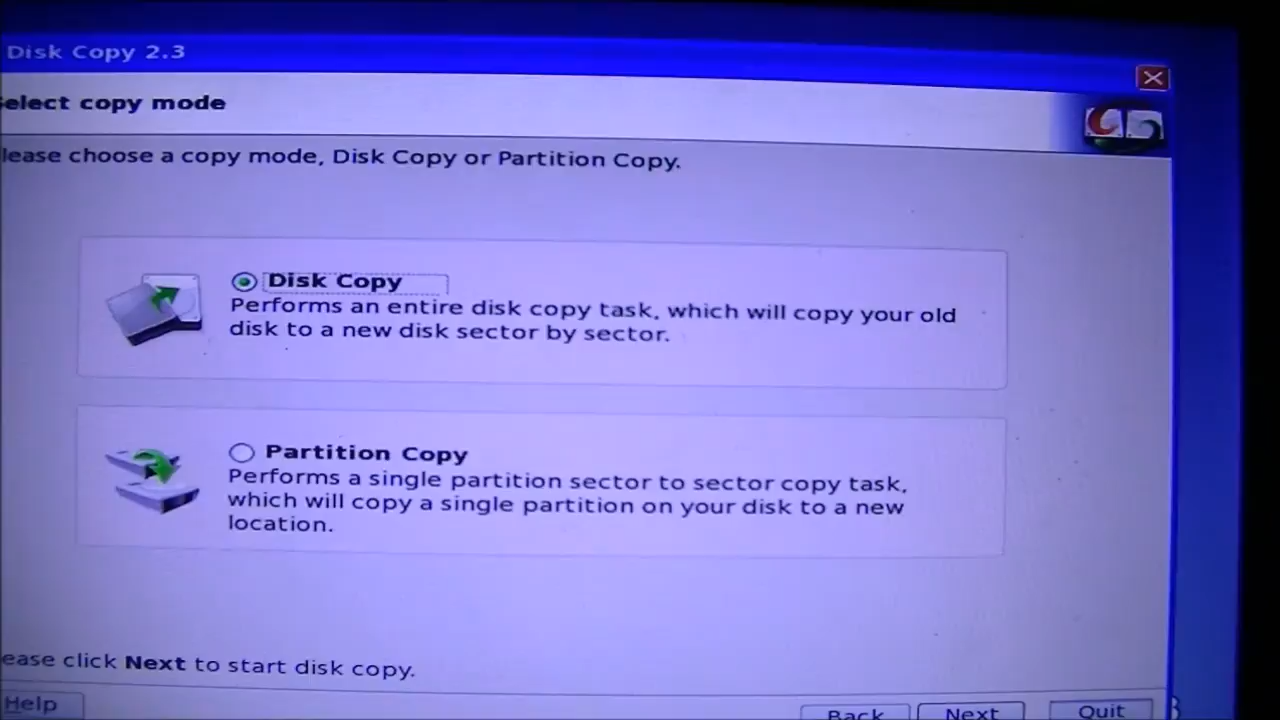 Disk Copy 2.3
Select copy mode
lease choose a copy mode, Disk Copy or Partition Copy.
Disk Copy
Performs an entire disk copy task, which will copy your old
disk to a new disk sector by sector.
Partition Copy
Performs a single partition sector to sector copy task,
which will copy a single partition on your disk to a new
location.
ease click Next to start disk copy.
Help
Back
Next
Quit